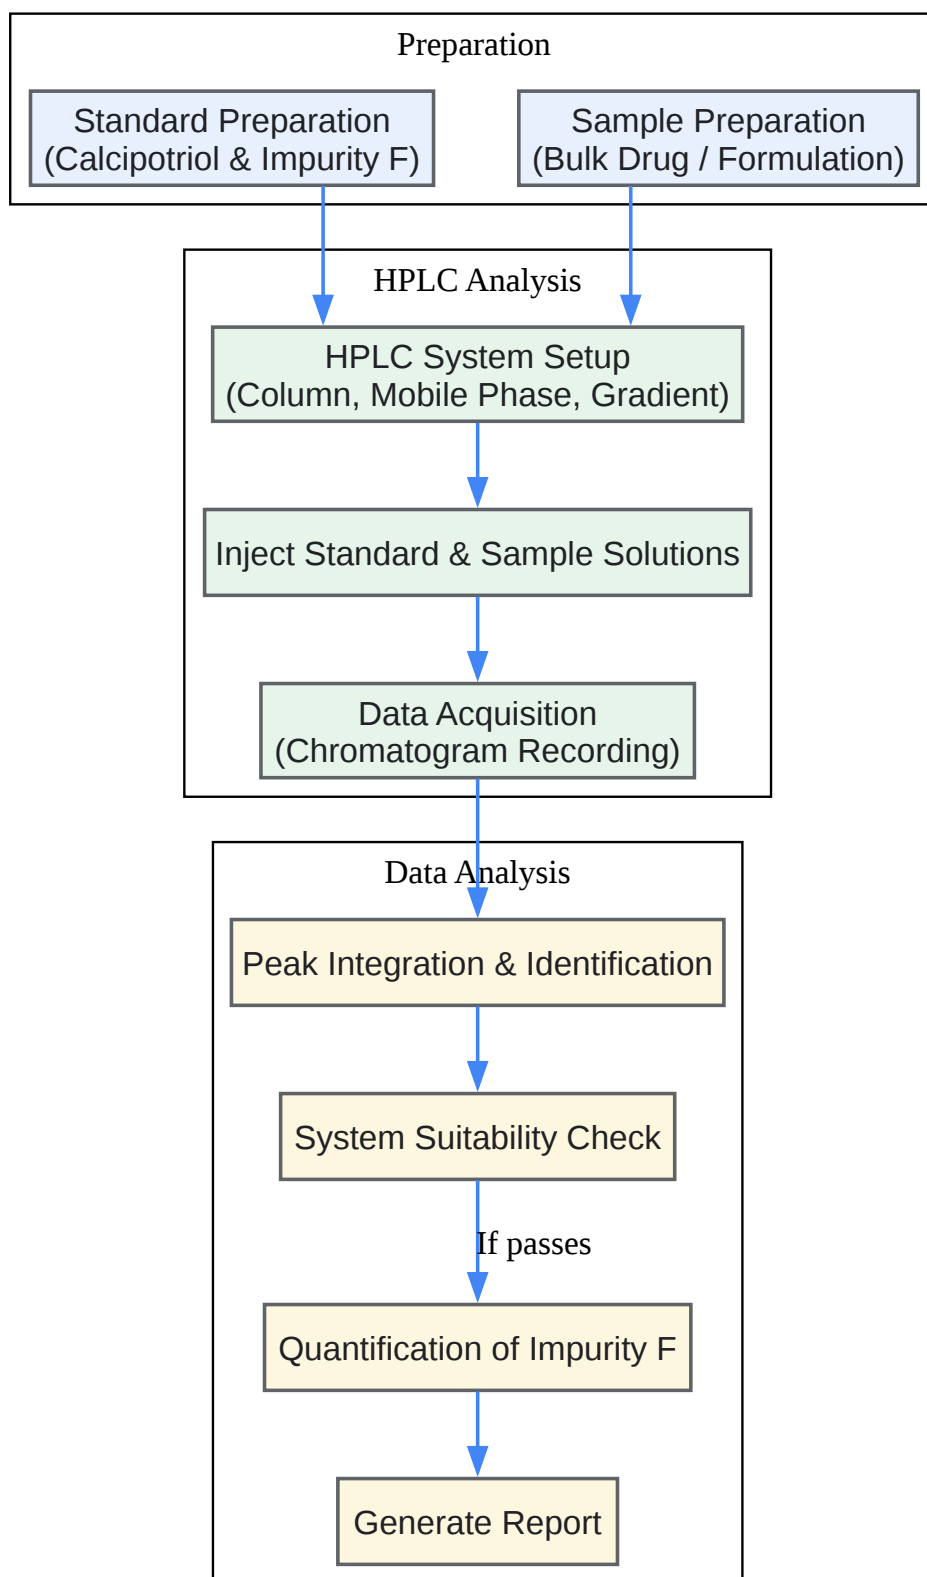 Preparation
Standard Preparation
(Calcipotriol & Impurity F)
Sample Preparation
(Bulk Drug / Formulation)
HPLC Analysis
HPLC System Setup
(Column, Mobile Phase, Gradient)
Inject Standard & Sample Solutions
Data Acquisition
(Chromatogram Recording)
Data Analysis
Peak Integration & Identification
System Suitability Check
If passes
Quantification of Impurity F
Generate Report